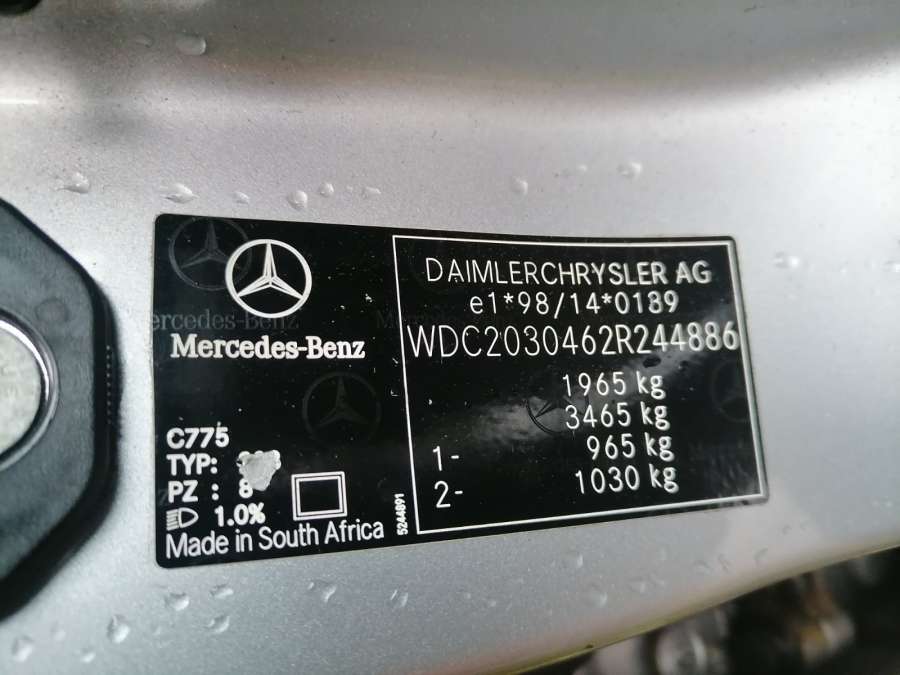 Mercedes-Benz
C775
TYP:
PZ : 8
1.0%
Made in South Africa
5244891
DAIMLERCHRYSLER AG
e1*98/14*0189
WDC2030462R244886
1965 kg
3465 kg
1- 965 kg
2- 1030 kg